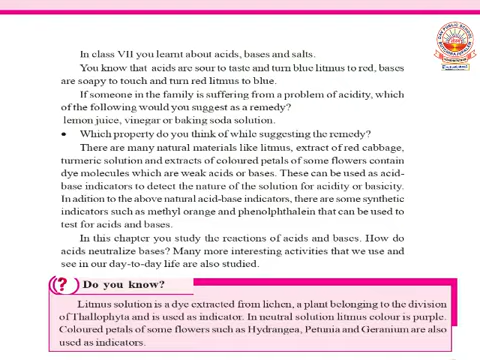 In class VII you learnt about acids, bases and salts.
You know that acids are sour to taste and turn blue litmus to red, bases
are soapy to touch and turn red litmus to blue.
If someone in the family is suffering from a problem of acidity, which
of the following would you suggest as a remedy?
lemon juice, vinegar or baking soda solution.
• Which property do you think of while suggesting the remedy?
There are many natural materials like litmus, extract of red cabbage,
turmeric solution and extracts of coloured petals of some flowers contain
dye molecules which are weak acids or bases. These can be used as acid-
base indicators to detect the nature of the solution for acidity or basicity.
In adition to the above natural acid-base indicators, there are some synthetic
indicators such as methyl orange and phenolphthalein that can be used to
test for acids and bases.
In this chapter you study the reactions of acids and bases. How do
acids neutralize bases? Many more interesting activities that we use and
see in our day-to-day life are also studied.
? Do you know?
Litmus solution is a dye extracted from lichen, a plant belonging to the division
of Thallophyta and is used as indicator. In neutral solution litmus colour is purple.
Coloured petals of some flowers such as Hydrangea, Petunia and Geranium are also
used as indicators.